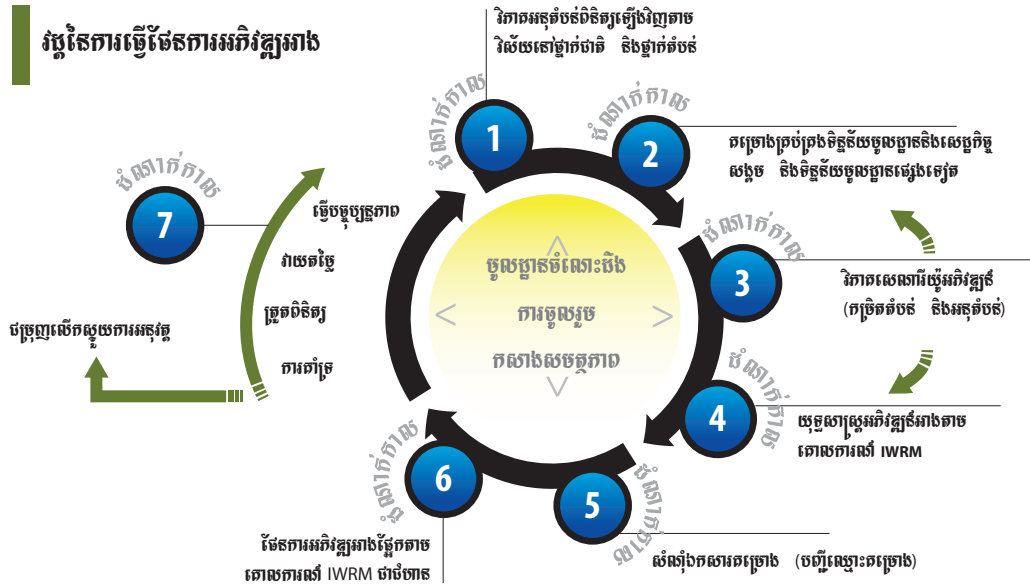 វដ្តនៃការធ្វើផែនការអភិវឌ្ឍអាង
ដំណាក់កាល
1
វិភាគអនុតំបន់ពិនិត្យឡើងវិញតាម
វិស័យនៅថ្នាក់ជាតិ និងថ្នាក់តំបន់
ដំណាក់កាល
2
គម្រោងគ្រប់គ្រងទិន្នន័យមូលដ្ឋាននិងសេដ្ឋកិច្ច
សង្គម និងទិន្នន័យមូលដ្ឋានផ្សេងទៀត
ដំណាក់កាល
3
វិភាគសេណារីយ៉ូអភិវឌ្ឍន៍
(កម្រិតតំបន់ និងអនុតំបន់)
ដំណាក់កាល
4
យុទ្ធសាស្ត្រអភិវឌ្ឍន៍អាងតាម
គោលការណ៍ IWRM
ដំណាក់កាល
5
សំណុំឯកសារគម្រោង (បញ្ជីឈ្មោះគម្រោង)
ដំណាក់កាល
6
ផែនការអភិវឌ្ឍអាងផ្អែកតាម
គោលការណ៍ IWRM ជាជំហាន
ដំណាក់កាល
7
ធ្វើបច្ចុប្បន្នភាព
វាយតម្លៃ
ត្រួតពិនិត្យ
ការគាំទ្រ
ជម្រុញលើកស្ទួយការអនុវត្ត
មូលដ្ឋានចំណេះដឹង
ការចូលរួម
កសាងសមត្ថភាព